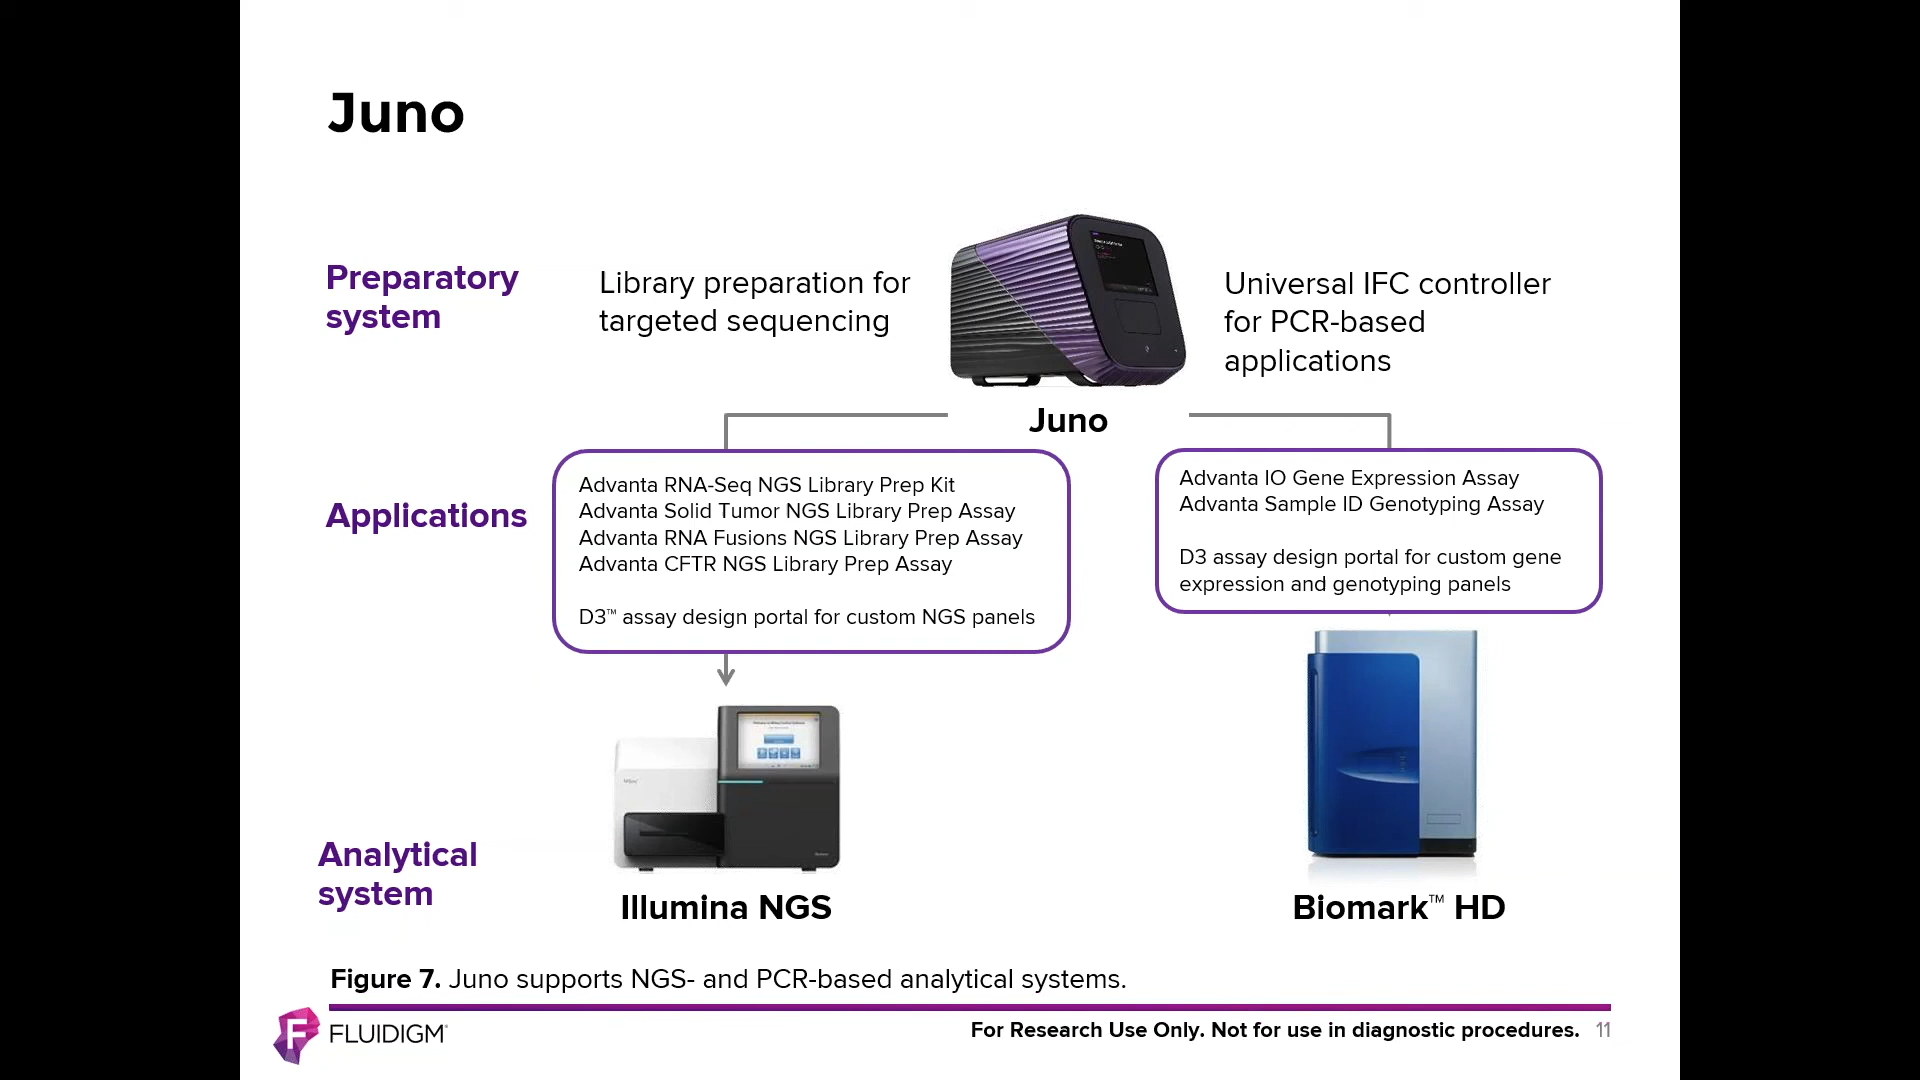 Juno
Preparatory
system
Library preparation for
targeted sequencing
Universal IFC controller
for PCR-based
applications
Juno
Applications
Advanta RNA-Seq NGS Library Prep Kit
Advanta Solid Tumor NGS Library Prep Assay
Advanta RNA Fusions NGS Library Prep Assay
Advanta CFTR NGS Library Prep Assay
D3™ assay design portal for custom NGS panels
Advanta IO Gene Expression Assay
Advanta Sample ID Genotyping Assay
D3 assay design portal for custom gene
expression and genotyping panels
Analytical
system
Illumina NGS
Biomark™ HD
Figure 7. Juno supports NGS- and PCR-based analytical systems.
FLUIDIGM
For Research Use Only. Not for use in diagnostic procedures. 11